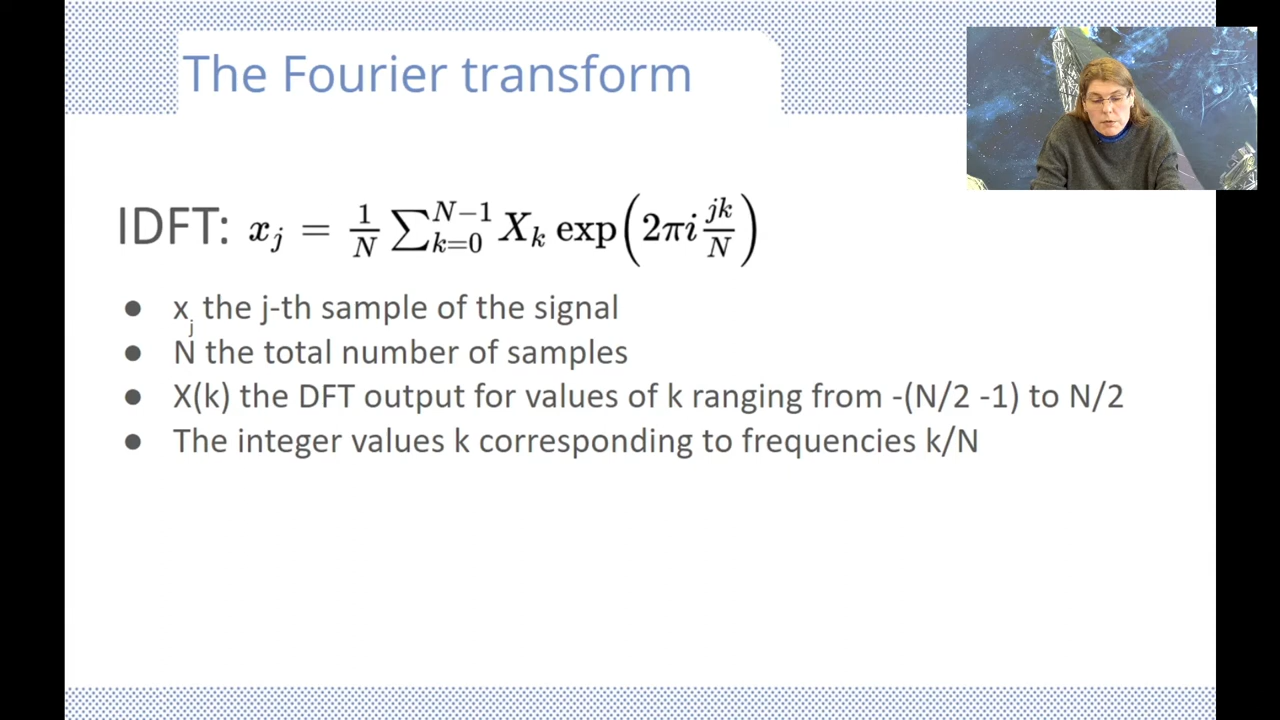 The Fourier transform
IDFT: x_j = \frac{1}{N} \sum_{k=0}^{N-1} X_k \exp\left(2\pi i \frac{jk}{N}\right)
● x_j the j-th sample of the signal
● N the total number of samples
● X(k) the DFT output for values of k ranging from -(N/2 -1) to N/2
● The integer values k corresponding to frequencies k/N